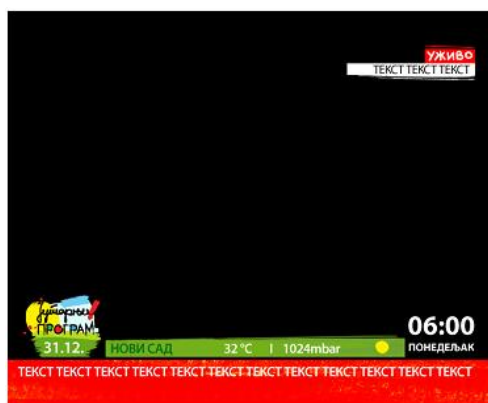 уживо
ТЕКСТ ТЕКСТ ТЕКСТ
Јутарњи
ПРОГРАМ
06:00
31.12. НОВИ САД 32°C | 1024mbar ПОНЕДЕЉАК
ТЕКСТ ТЕКСТ ТЕКСТ ТЕКСТ ТЕКСТ ТЕКСТ ТЕКСТ ТЕКСТ ТЕКСТ ТЕКСТ ТЕКСТ ТЕКСТ